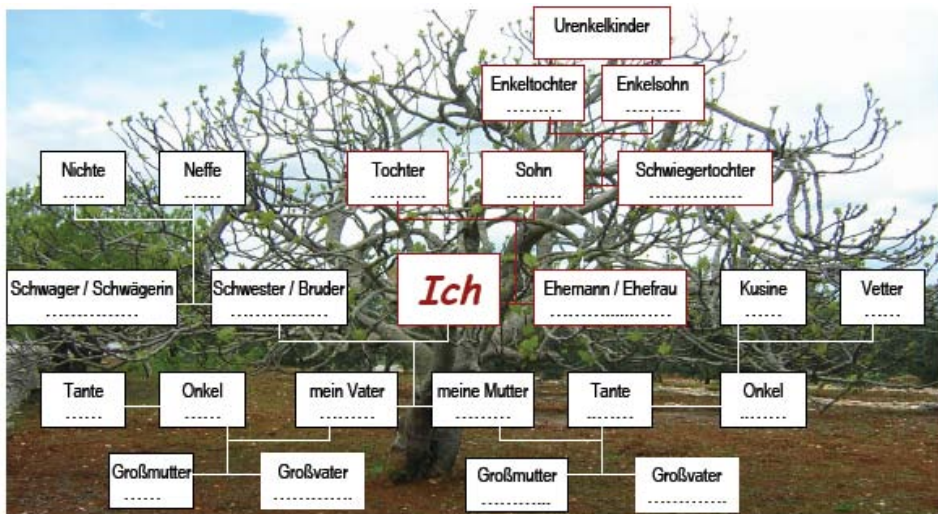 Urenkelkinder
Enkeltochter
Enkelsohn
Nichte
Neffe
Tochter
Sohn
Schwiegertochter
Schwager / Schwägerin
Schwester / Bruder
Ich
Ehemann / Ehefrau
Kusine
Vetter
Tante
Onkel
mein Vater
meine Mutter
Tante
Onkel
Großmutter
Großvater
Großmutter
Großvater